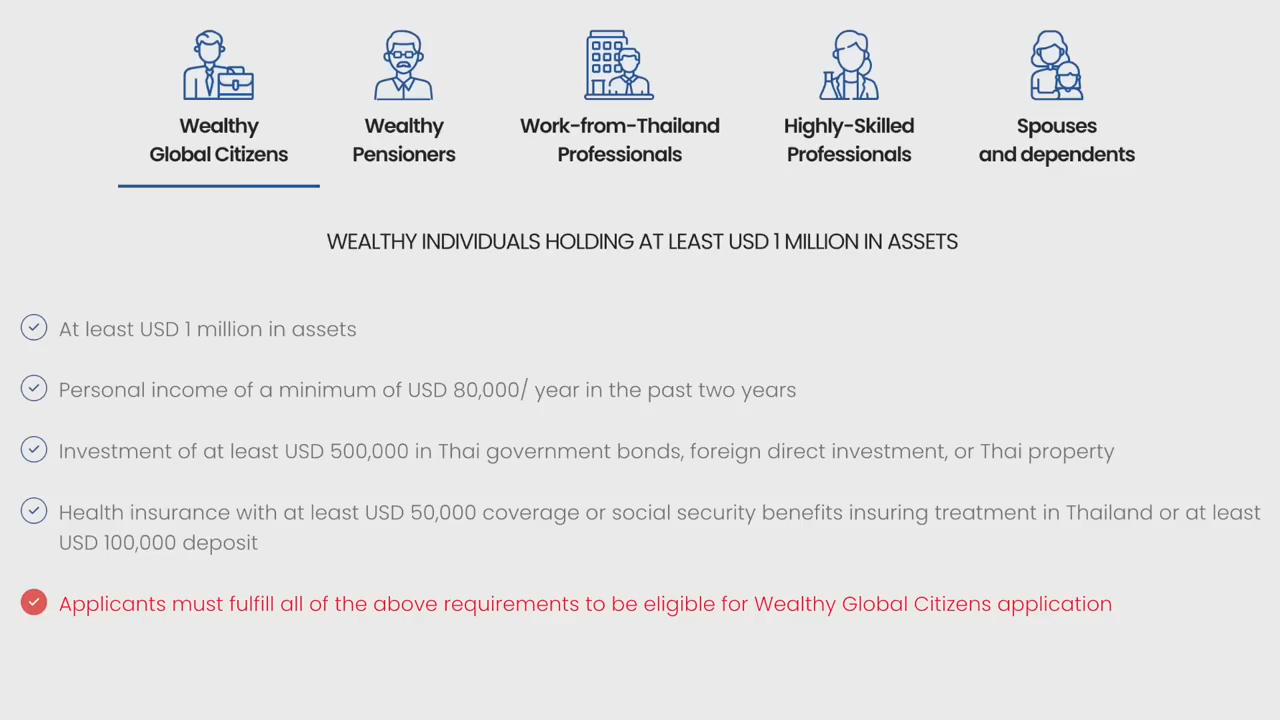 Wealthy
Global Citizens
Wealthy
Pensioners
Work-from-Thailand
Professionals
Highly-Skilled
Professionals
Spouses
and dependents
WEALTHY INDIVIDUALS HOLDING AT LEAST USD 1 MILLION IN ASSETS
At least USD 1 million in assets
Personal income of a minimum of USD 80,000/ year in the past two years
Investment of at least USD 500,000 in Thai government bonds, foreign direct investment, or Thai property
Health insurance with at least USD 50,000 coverage or social security benefits insuring treatment in Thailand or at least
USD 100,000 deposit
Applicants must fulfill all of the above requirements to be eligible for Wealthy Global Citizens application